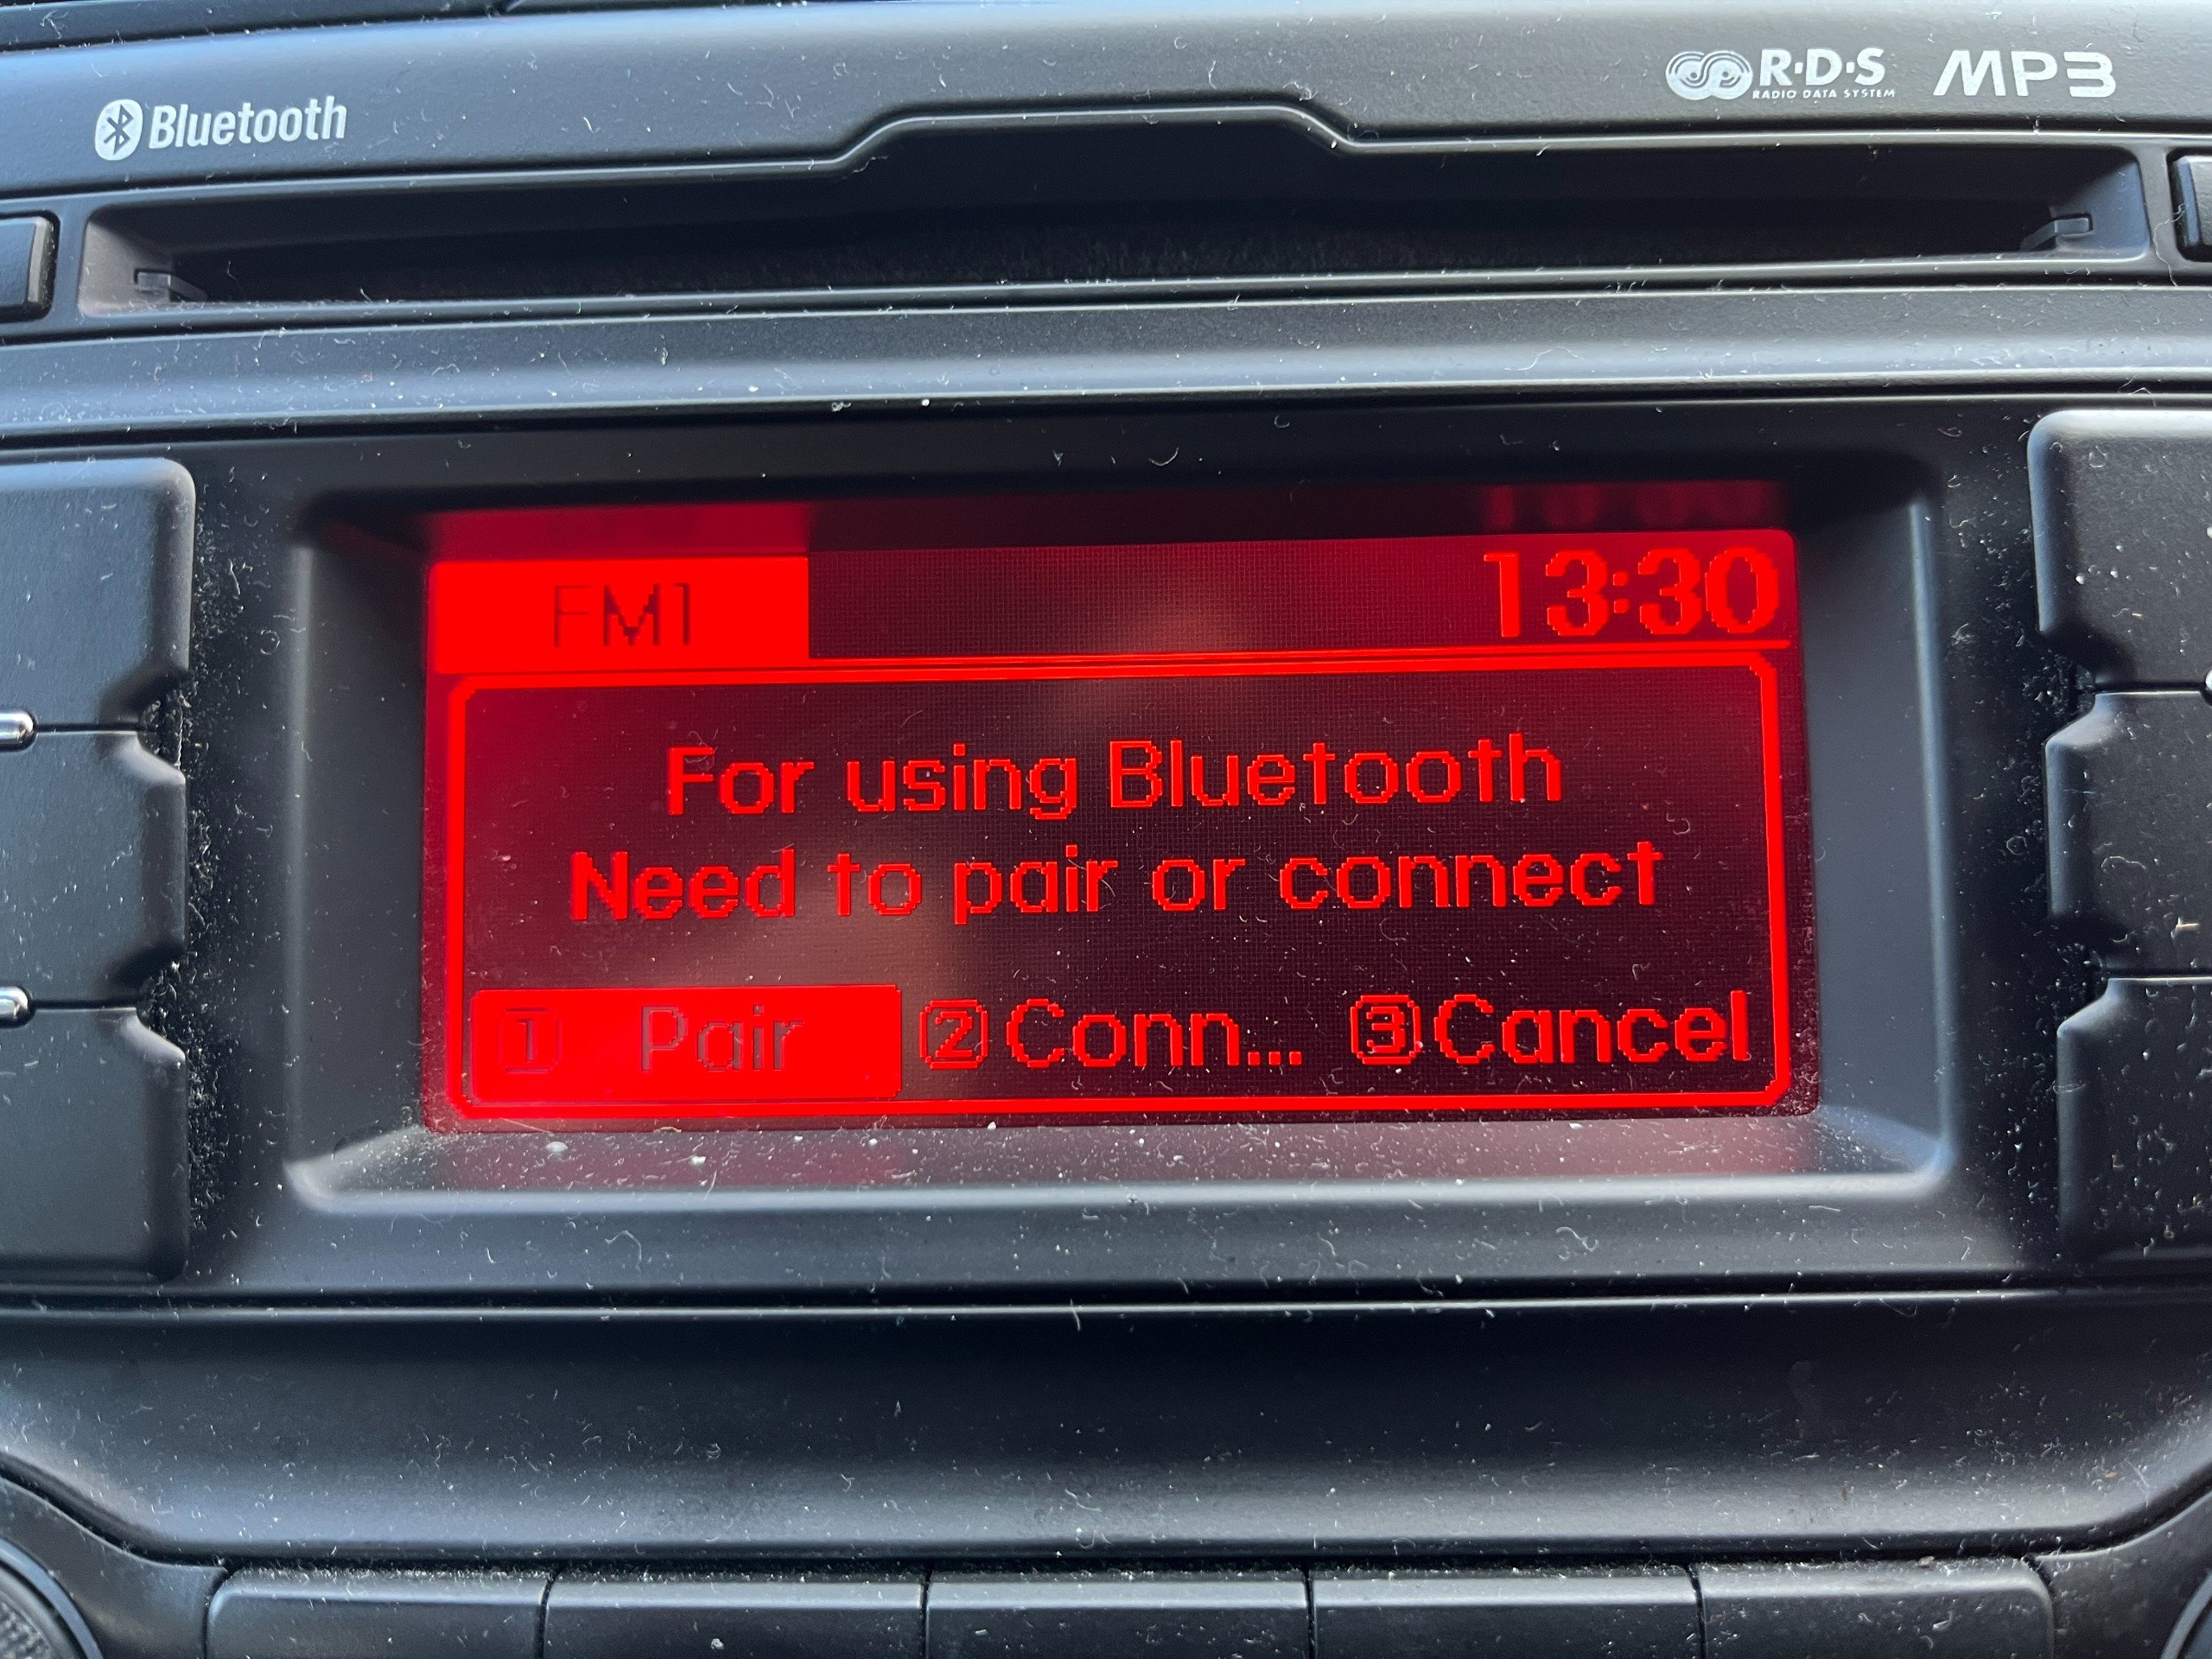 Bluetooth
R·D·S
RADIO DATA SYSTEM
MP3
FM1
13:30
For using Bluetooth
Need to pair or connect
1 Pair
2 Conn...
3 Cancel